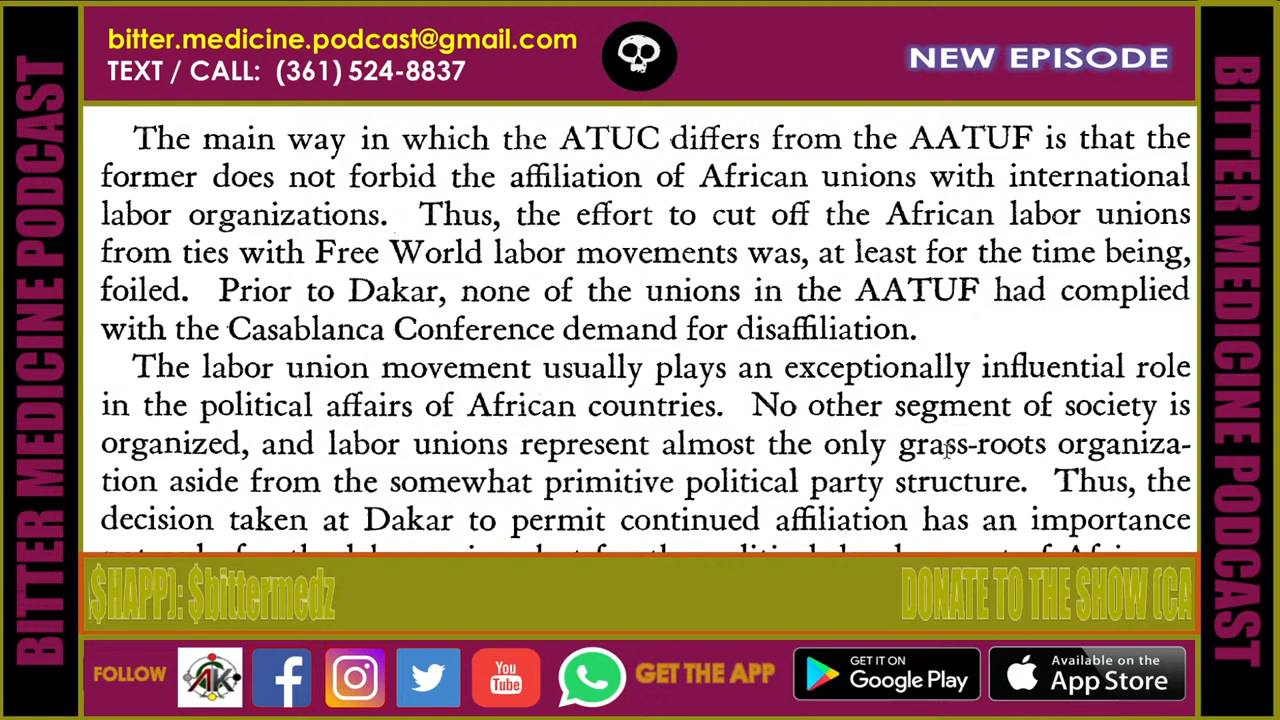 bitter.medicine.podcast@gmail.com
TEXT / CALL: (361) 524-8837
NEW EPISODE
BITTER MEDICINE PODCAST
The main way in which the ATUC differs from the AATUF is that the
former does not forbid the affiliation of African unions with international
labor organizations. Thus, the effort to cut off the African labor unions
from ties with Free World labor movements was, at least for the time being,
foiled. Prior to Dakar, none of the unions in the AATUF had complied
with the Casablanca Conference demand for disaffiliation.
The labor union movement usually plays an exceptionally influential role
in the political affairs of African countries. No other segment of society is
organized, and labor unions represent almost the only grass-roots organiza-
tion aside from the somewhat primitive political party structure. Thus, the
decision taken at Dakar to permit continued affiliation has an importance
BITTER MEDICINE PODCAST
$HAPP): $bittermedz
DONATE TO THE SHOW (CA
FOLLOW
You
Tube
GET THE APP
GET IT ON
Google Play
Available on the
App Store